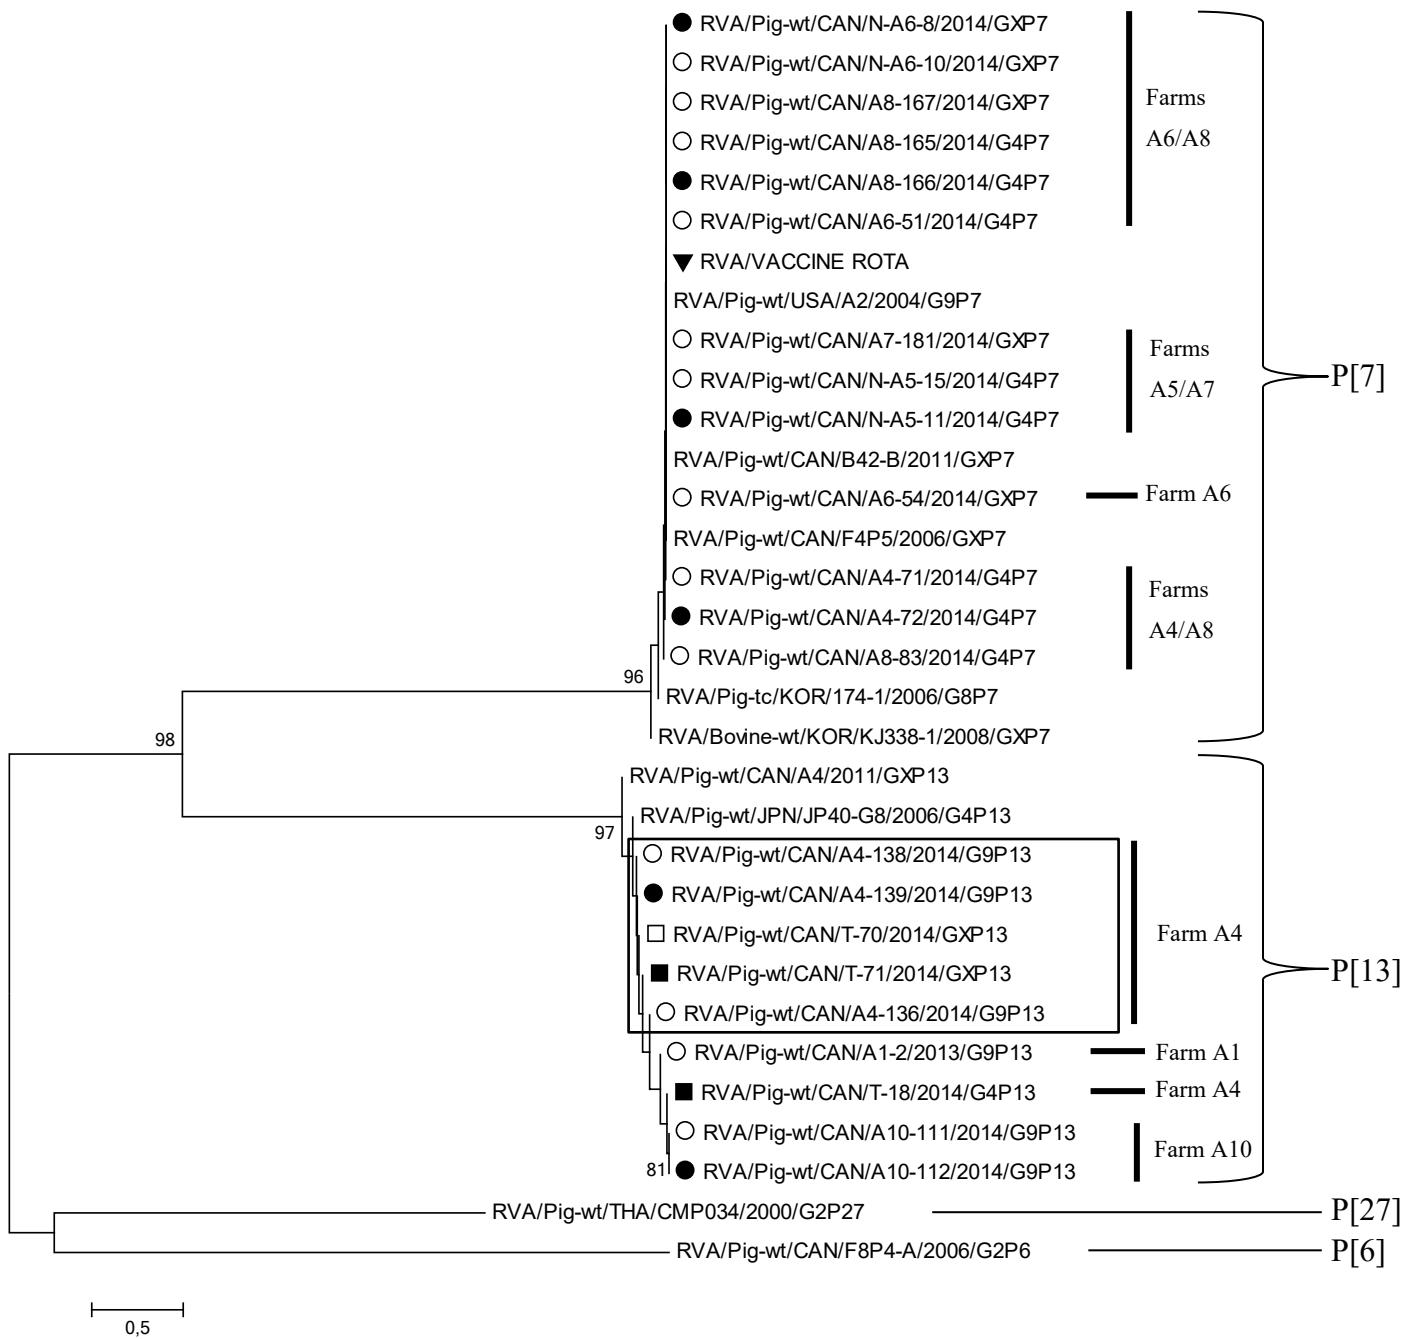 RVA/Pig-wt/CAN/N-A6-8/2014/GXP7
RVA/Pig-wt/CAN/N-A6-10/2014/GXP7
RVA/Pig-wt/CAN/A8-167/2014/GXP7
RVA/Pig-wt/CAN/A8-165/2014/G4P7
RVA/Pig-wt/CAN/A8-166/2014/G4P7
RVA/Pig-wt/CAN/A6-51/2014/G4P7
Farms
A6/A8
RVA/VACCINE ROTA
RVA/Pig-wt/USA/A2/2004/G9P7
RVA/Pig-wt/CAN/A7-181/2014/GXP7
RVA/Pig-wt/CAN/N-A5-15/2014/G4P7
RVA/Pig-wt/CAN/N-A5-11/2014/G4P7
Farms
A5/A7
P[7]
RVA/Pig-wt/CAN/B42-B/2011/GXP7
RVA/Pig-wt/CAN/A6-54/2014/GXP7
Farm A6
RVA/Pig-wt/CAN/F4P5/2006/GXP7
RVA/Pig-wt/CAN/A4-71/2014/G4P7
RVA/Pig-wt/CAN/A4-72/2014/G4P7
RVA/Pig-wt/CAN/A8-83/2014/G4P7
Farms
A4/A8
96
RVA/Pig-tc/KOR/174-1/2006/G8P7
RVA/Bovine-wt/KOR/KJ338-1/2008/GXP7
98
RVA/Pig-wt/CAN/A4/2011/GXP13
RVA/Pig-wt/JPN/JP40-G8/2006/G4P13
97
RVA/Pig-wt/CAN/A4-138/2014/G9P13
RVA/Pig-wt/CAN/A4-139/2014/G9P13
RVA/Pig-wt/CAN/T-70/2014/GXP13
RVA/Pig-wt/CAN/T-71/2014/GXP13
RVA/Pig-wt/CAN/A4-136/2014/G9P13
Farm A4
P[13]
RVA/Pig-wt/CAN/A1-2/2013/G9P13
Farm A1
RVA/Pig-wt/CAN/T-18/2014/G4P13
Farm A4
RVA/Pig-wt/CAN/A10-111/2014/G9P13
81
RVA/Pig-wt/CAN/A10-112/2014/G9P13
Farm A10
RVA/Pig-wt/THA/CMP034/2000/G2P27
P[27]
RVA/Pig-wt/CAN/F8P4-A/2006/G2P6
P[6]
0,5